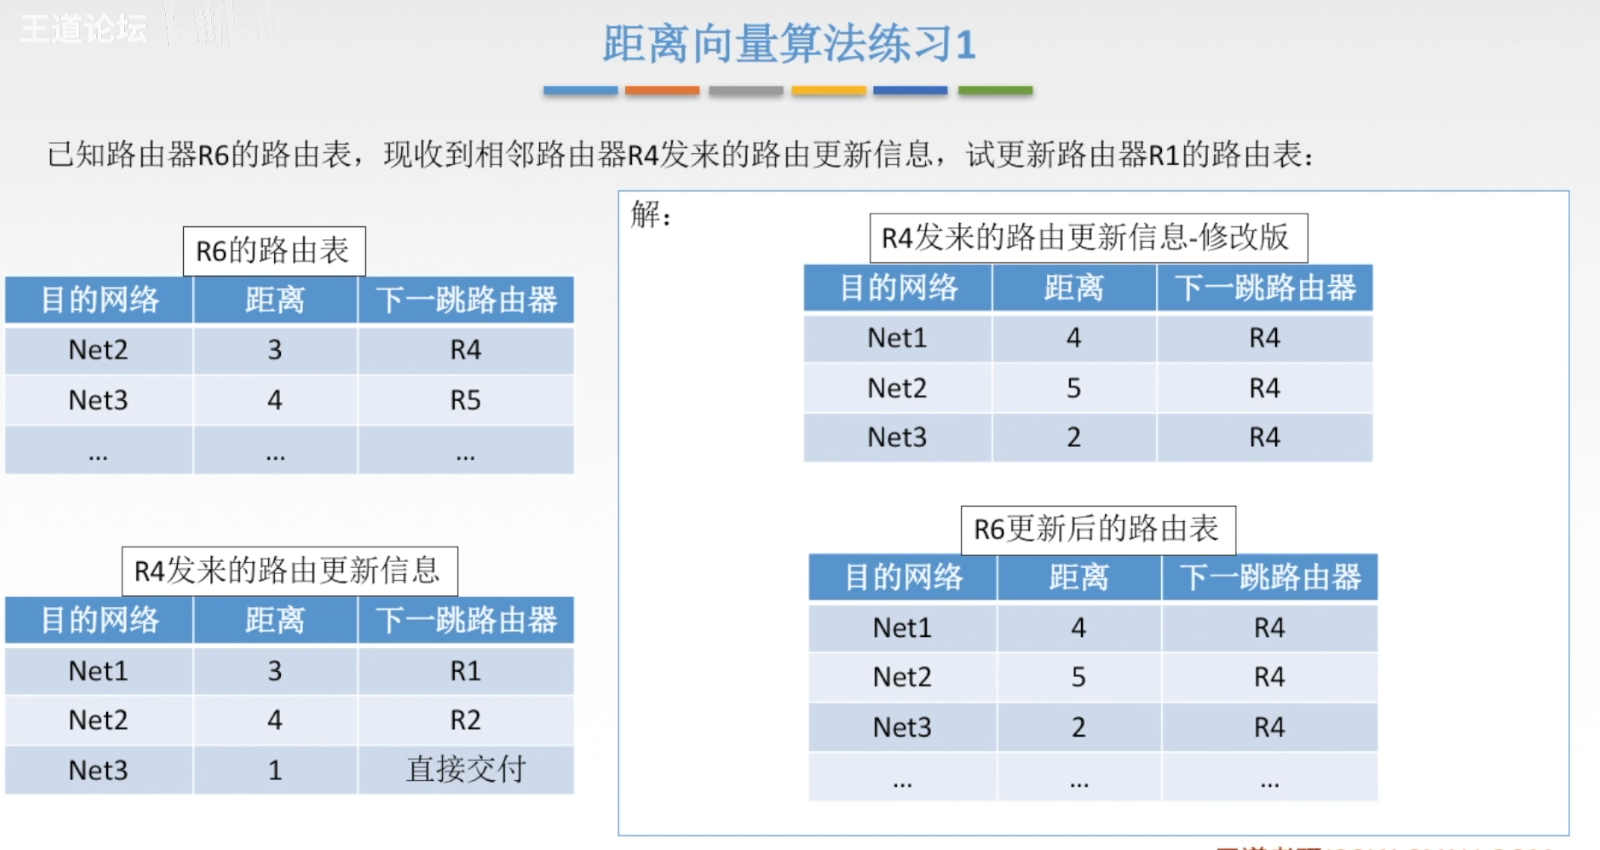 王道论坛
距离向量算法练习1
已知路由器R6的路由表，现收到相邻路由器R4发来的路由更新信息，试更新路由器R1的路由表：
R6的路由表
目的网络 距离 下一跳路由器
Net2 3 R4
Net3 4 R5
... ... ...
R4发来的路由更新信息
目的网络 距离 下一跳路由器
Net1 3 R1
Net2 4 R2
Net3 1 直接交付
解：
R4发来的路由更新信息-修改版
目的网络 距离 下一跳路由器
Net1 4 R4
Net2 5 R4
Net3 2 R4
R6更新后的路由表
目的网络 距离 下一跳路由器
Net1 4 R4
Net2 5 R4
Net3 2 R4
... ... ...